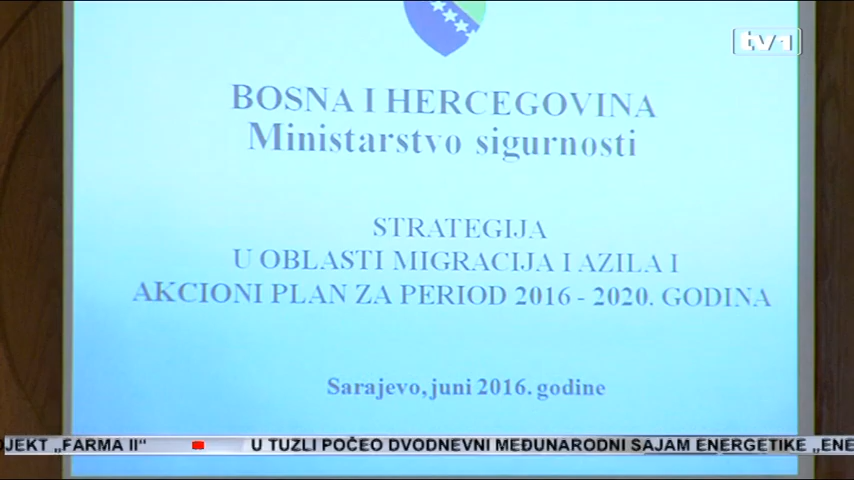 tv1
BOSNA I HERCEGOVINA
Ministarstvo sigurnosti
STRATEGIJA
U OBLASTI MIGRACIJA I AZILA I
AKCIONI PLAN ZA PERIOD 2016 - 2020. GODINA
Sarajevo, juni 2016. godine
OJEKT „FARMA II“ U TUZLI POČEO DVODNEVNI MEĐUNARODNI SAJAM ENERGETIKE „ENE